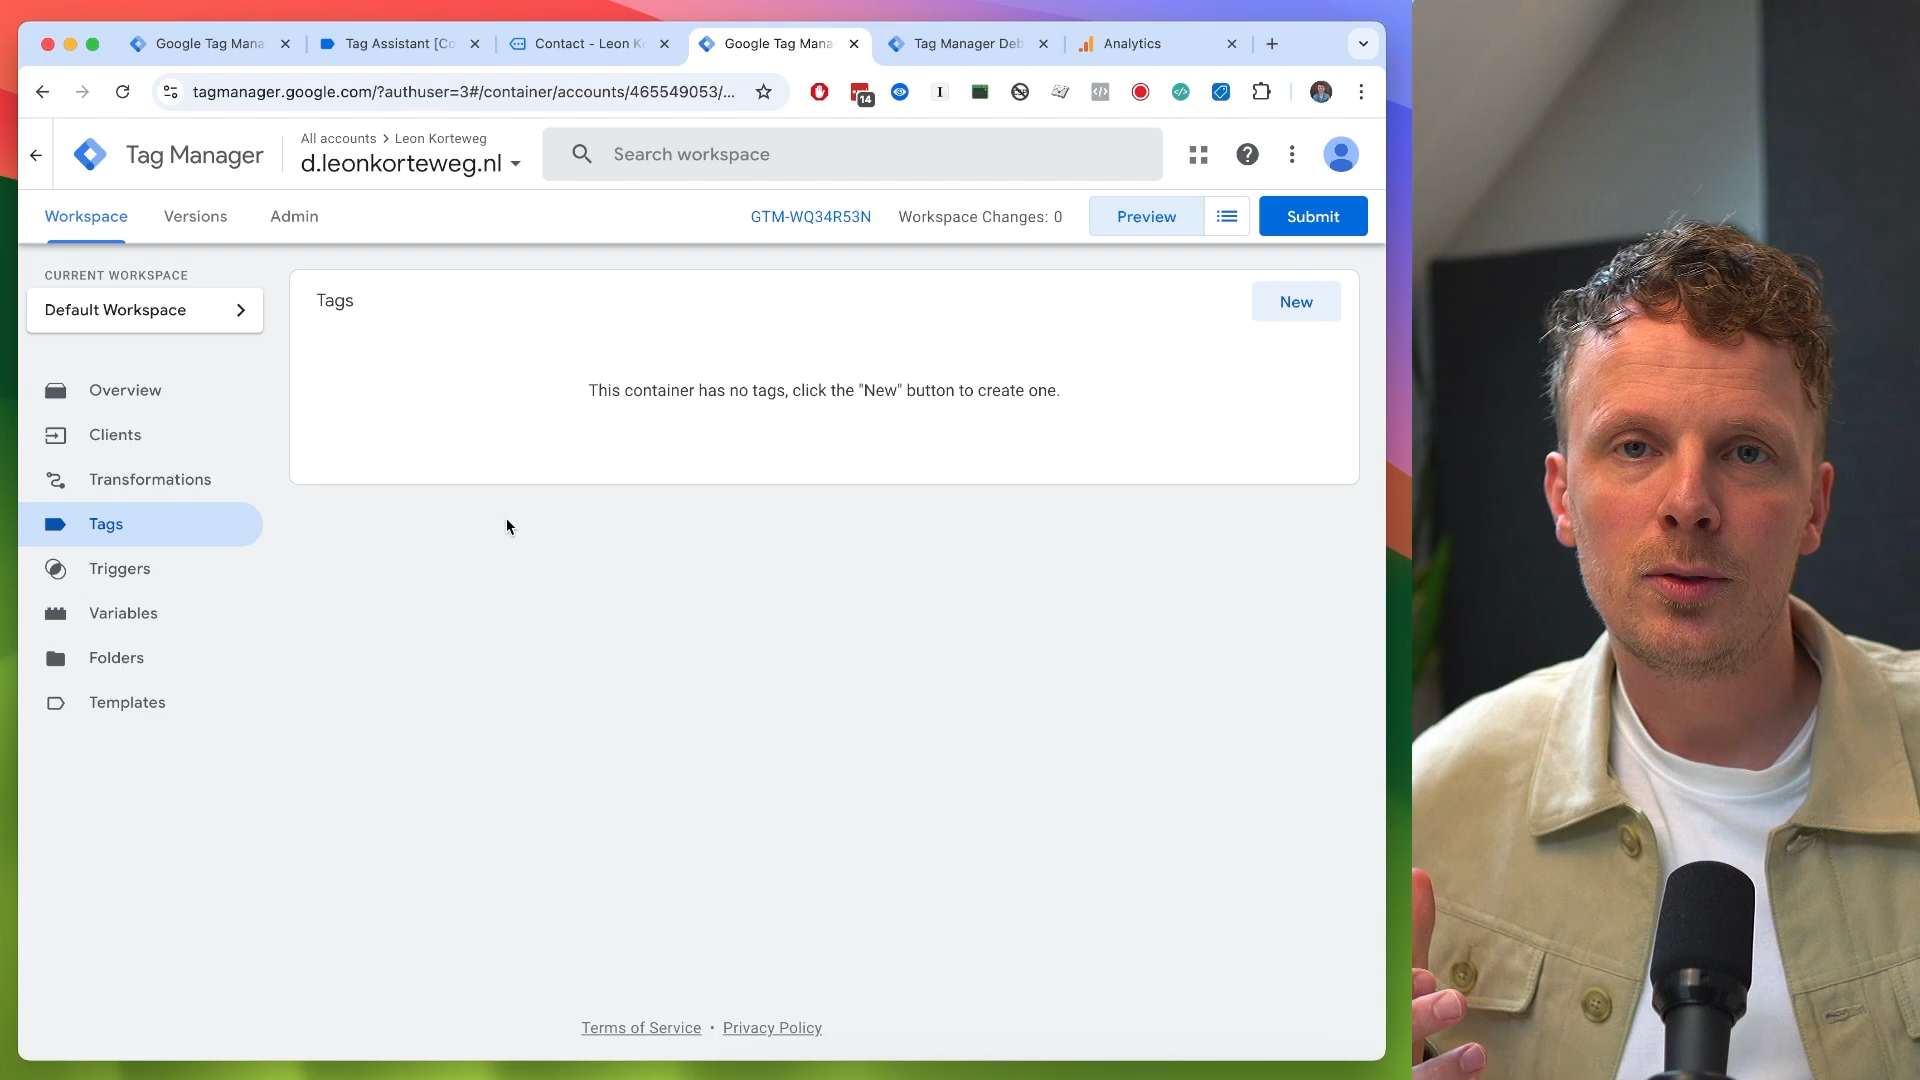 Google Tag Mana
Tag Assistant [Co
Contact - Leon K
Google Tag Mana
Tag Manager Deb
Analytics
tagmanager.google.com/?authuser=3#/container/accounts/465549053/...
14
Tag Manager
All accounts > Leon Korteweg
d.leonkorteweg.nl
Search workspace
Workspace
Versions
Admin
GTM-WQ34R53N
Workspace Changes: 0
Preview
Submit
CURRENT WORKSPACE
Default Workspace
Overview
Clients
Transformations
Tags
Triggers
Variables
Folders
Templates
Tags
New
This container has no tags, click the "New" button to create one.
Terms of Service • Privacy Policy